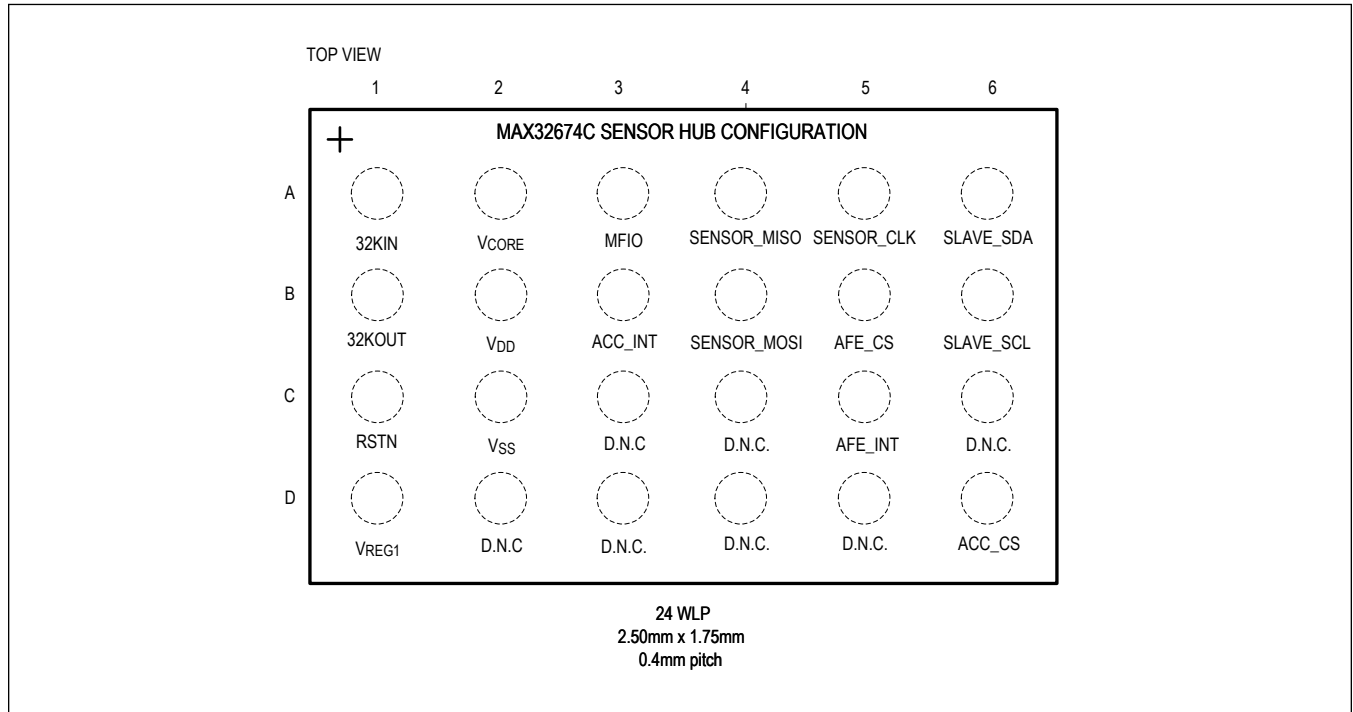 TOP VIEW
1 2 3 4 5 6
MAX32674C SENSOR HUB CONFIGURATION
A
32KIN VCORE MFIO SENSOR_MISO SENSOR_CLK SLAVE_SDA
B
32KOUT VDD ACC_INT SENSOR_MOSI AFE_CS SLAVE_SCL
C
RSTN VSS D.N.C D.N.C. AFE_INT D.N.C.
D
VREG1 D.N.C D.N.C. D.N.C. D.N.C. ACC_CS
24 WLP
2.50mm x 1.75mm
0.4mm pitch